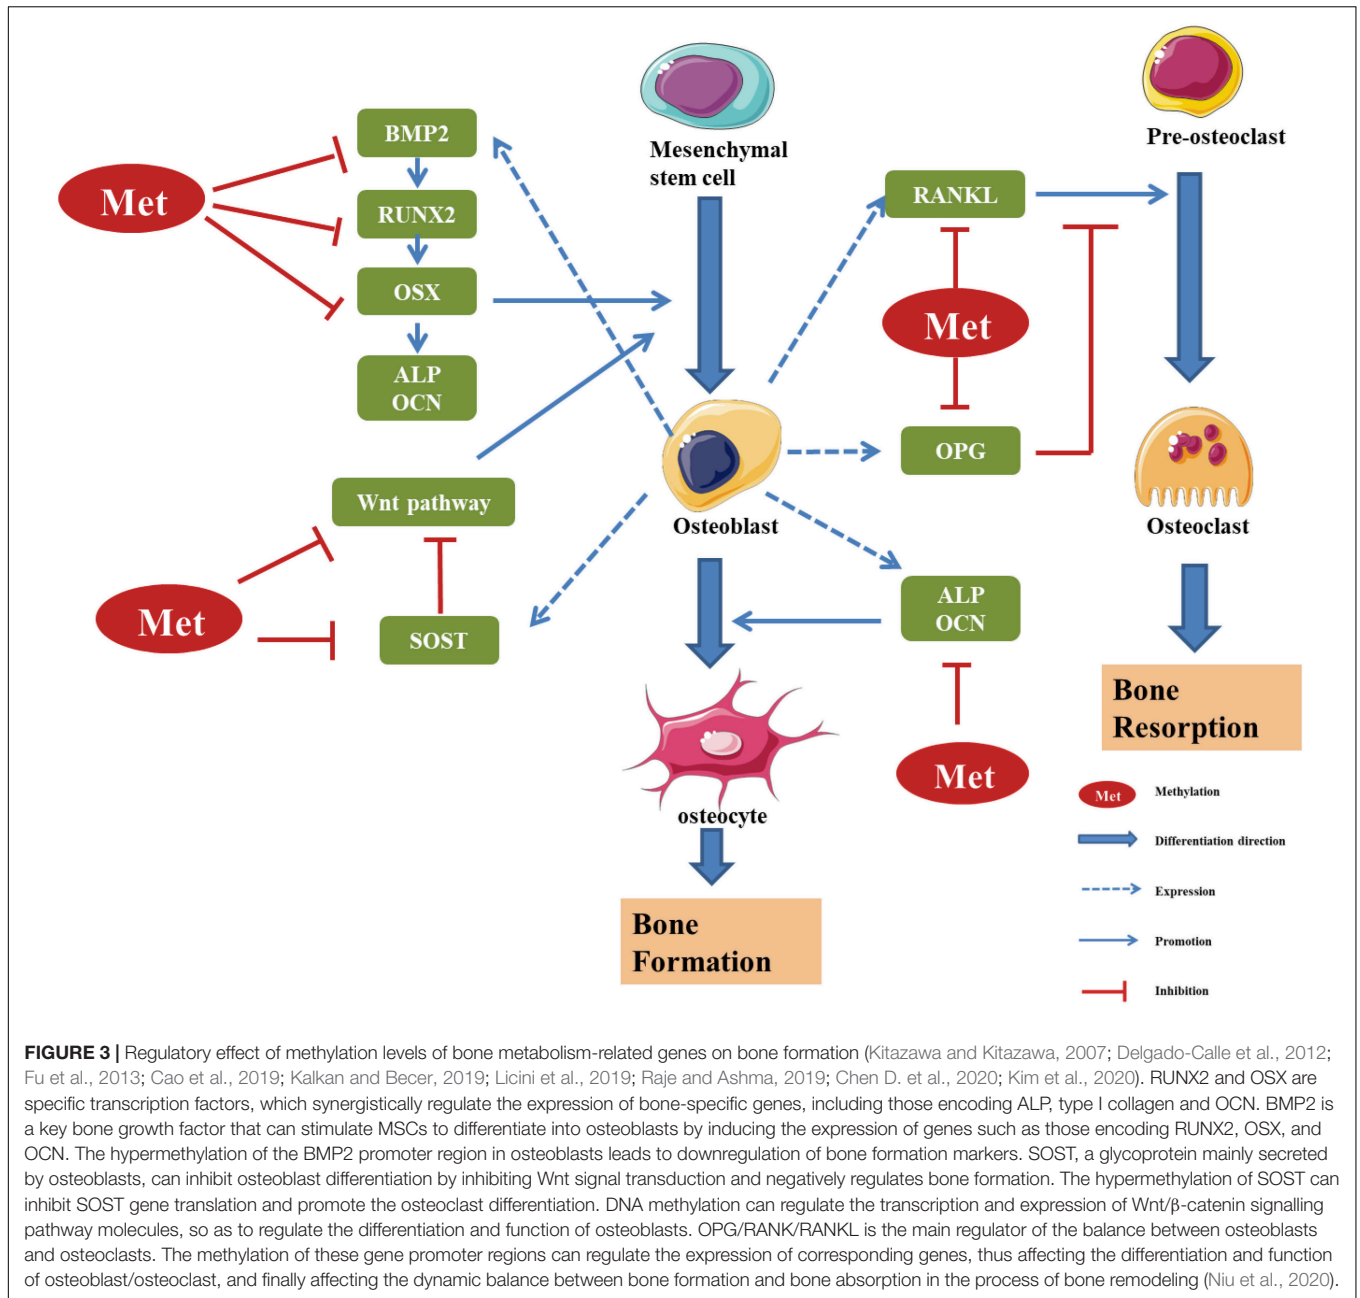 BMP2
Met
RUNX2
OSX
ALP
OCN
Mesenchymal
stem cell
Pre-osteoclast
RANKL
Met
OPG
Wnt pathway
Osteoblast
Osteoclast
Met
SOST
ALP
OCN
Met
osteocyte
Bone
Resorption
Bone
Formation
Met Methylation
Differentiation direction
Expression
Promotion
Inhibition
FIGURE 3 | Regulatory effect of methylation levels of bone metabolism-related genes on bone formation (Kitazawa and Kitazawa, 2007; Delgado-Calle et al., 2012;
Fu et al., 2013; Cao et al., 2019; Kalkan and Becer, 2019; Licini et al., 2019; Raje and Ashma, 2019; Chen D. et al., 2020; Kim et al., 2020). RUNX2 and OSX are
specific transcription factors, which synergistically regulate the expression of bone-specific genes, including those encoding ALP, type I collagen and OCN. BMP2 is
a key bone growth factor that can stimulate MSCs to differentiate into osteoblasts by inducing the expression of genes such as those encoding RUNX2, OSX, and
OCN. The hypermethylation of the BMP2 promoter region in osteoblasts leads to downregulation of bone formation markers. SOST, a glycoprotein mainly secreted
by osteoblasts, can inhibit osteoblast differentiation by inhibiting Wnt signal transduction and negatively regulates bone formation. The hypermethylation of SOST can
inhibit SOST gene translation and promote the osteoclast differentiation. DNA methylation can regulate the transcription and expression of Wnt/β-catenin signalling
pathway molecules, so as to regulate the differentiation and function of osteoblasts. OPG/RANK/RANKL is the main regulator of the balance between osteoblasts
and osteoclasts. The methylation of these gene promoter regions can regulate the expression of corresponding genes, thus affecting the differentiation and function
of osteoblast/osteoclast, and finally affecting the dynamic balance between bone formation and bone absorption in the process of bone remodeling (Niu et al., 2020).